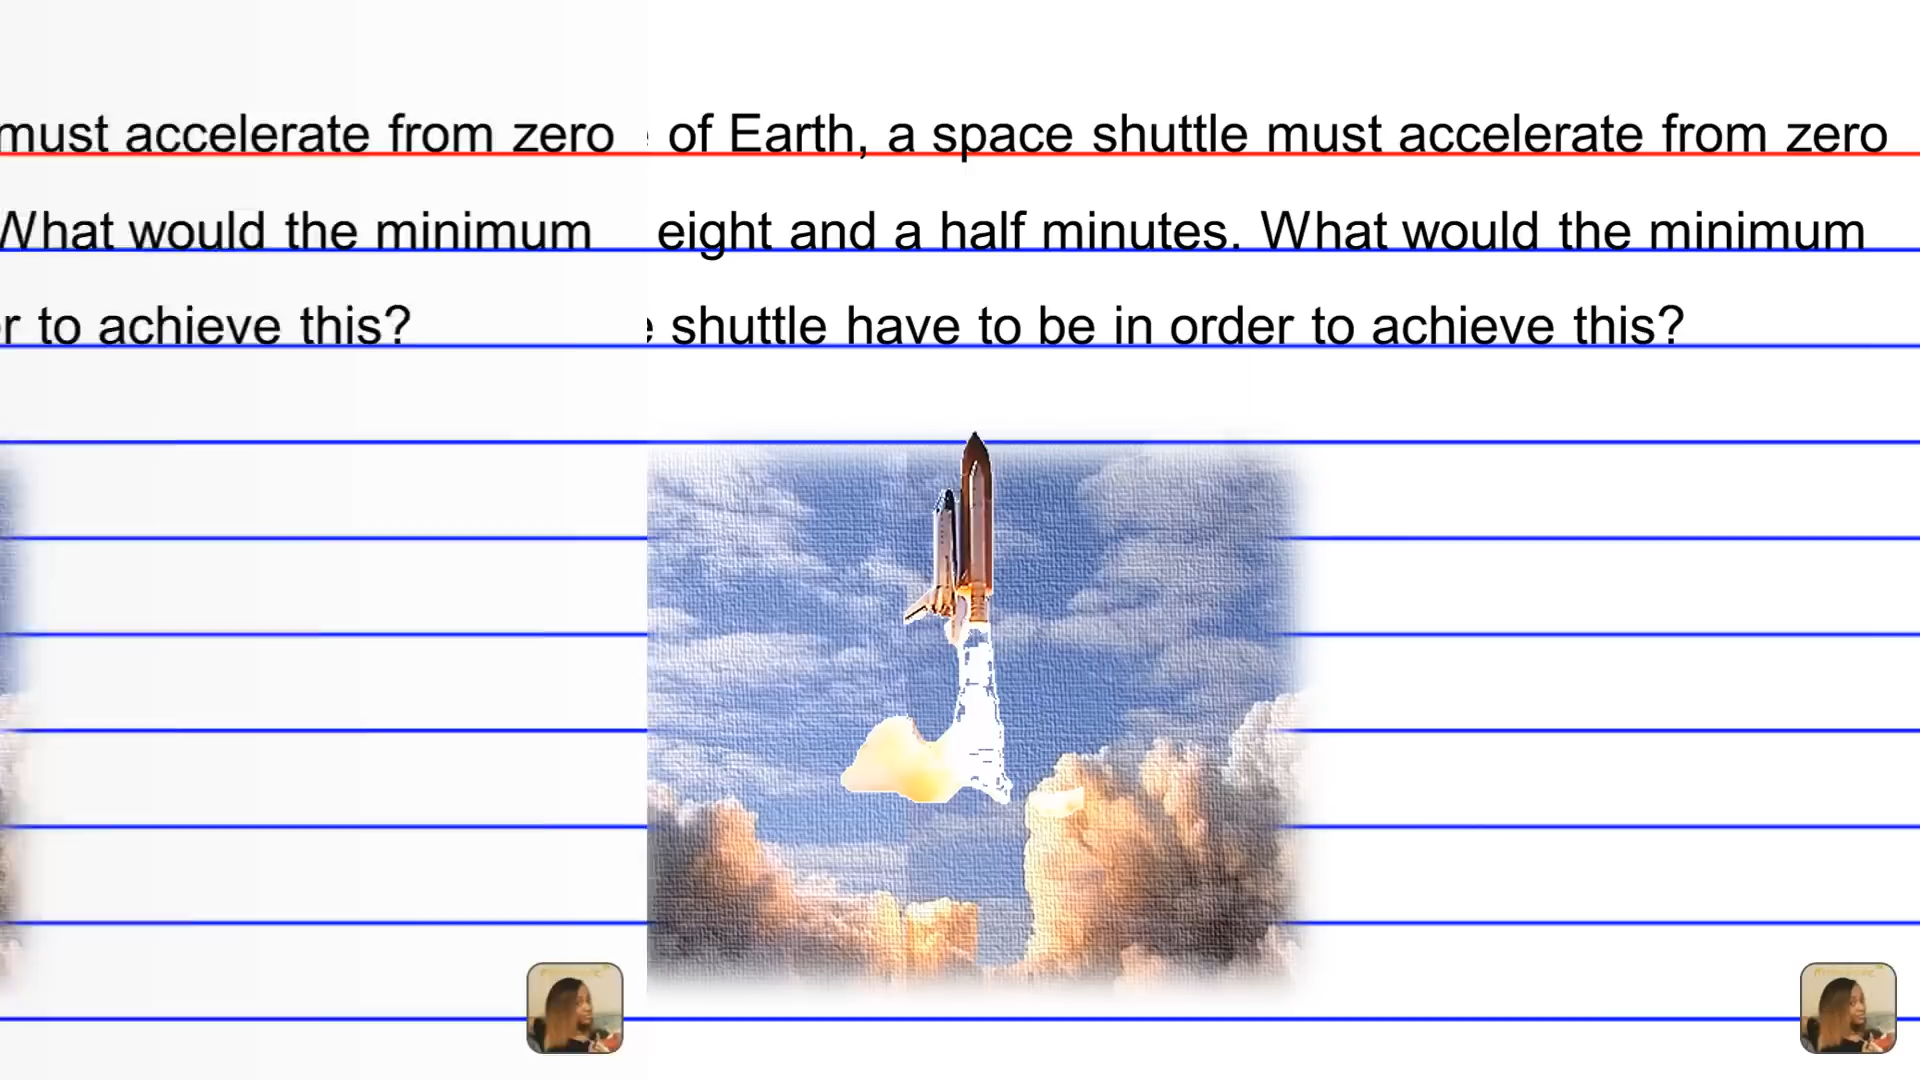 must accelerate from zero
What would the minimum
r to achieve this?
of Earth, a space shuttle must accelerate from zero
eight and a half minutes. What would the minimum
shuttle have to be in order to achieve this?